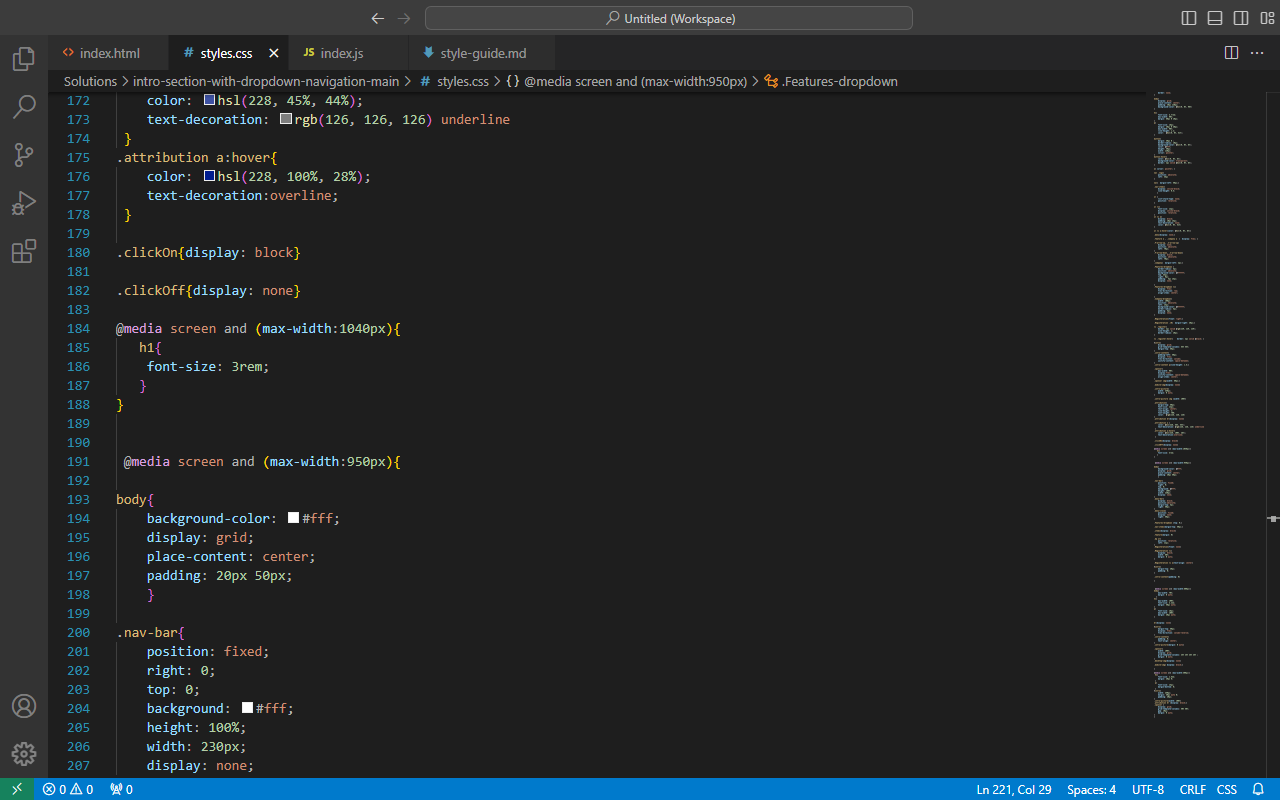 Untitled (Workspace)
index.html
styles.css
index.js
style-guide.md
Solutions > intro-section-with-dropdown-navigation-main > # styles.css > {} @media screen and (max-width:950px) > .Features-dropdown
172 color: hsl(228, 45%, 44%);
173 text-decoration: rgb(126, 126, 126) underline
174 }
175 .attribution a:hover{
176 color: hsl(228, 100%, 28%);
177 text-decoration:overline;
178 }
179
180 .clickOn{display: block}
181
182 .clickOff{display: none}
183
184 @media screen and (max-width:1040px){
185 h1{
186 font-size: 3rem;
187 }
188 }
189
190
191 @media screen and (max-width:950px){
192
193 body{
194 background-color: #fff;
195 display: grid;
196 place-content: center;
197 padding: 20px 50px;
198 }
199
200 .nav-bar{
201 position: fixed;
202 right: 0;
203 top: 0;
204 background: #fff;
205 height: 100%;
206 width: 230px;
207 display: none;
0 0 0 Ln 221, Col 29 Spaces: 4 UTF-8 CRLF CSS